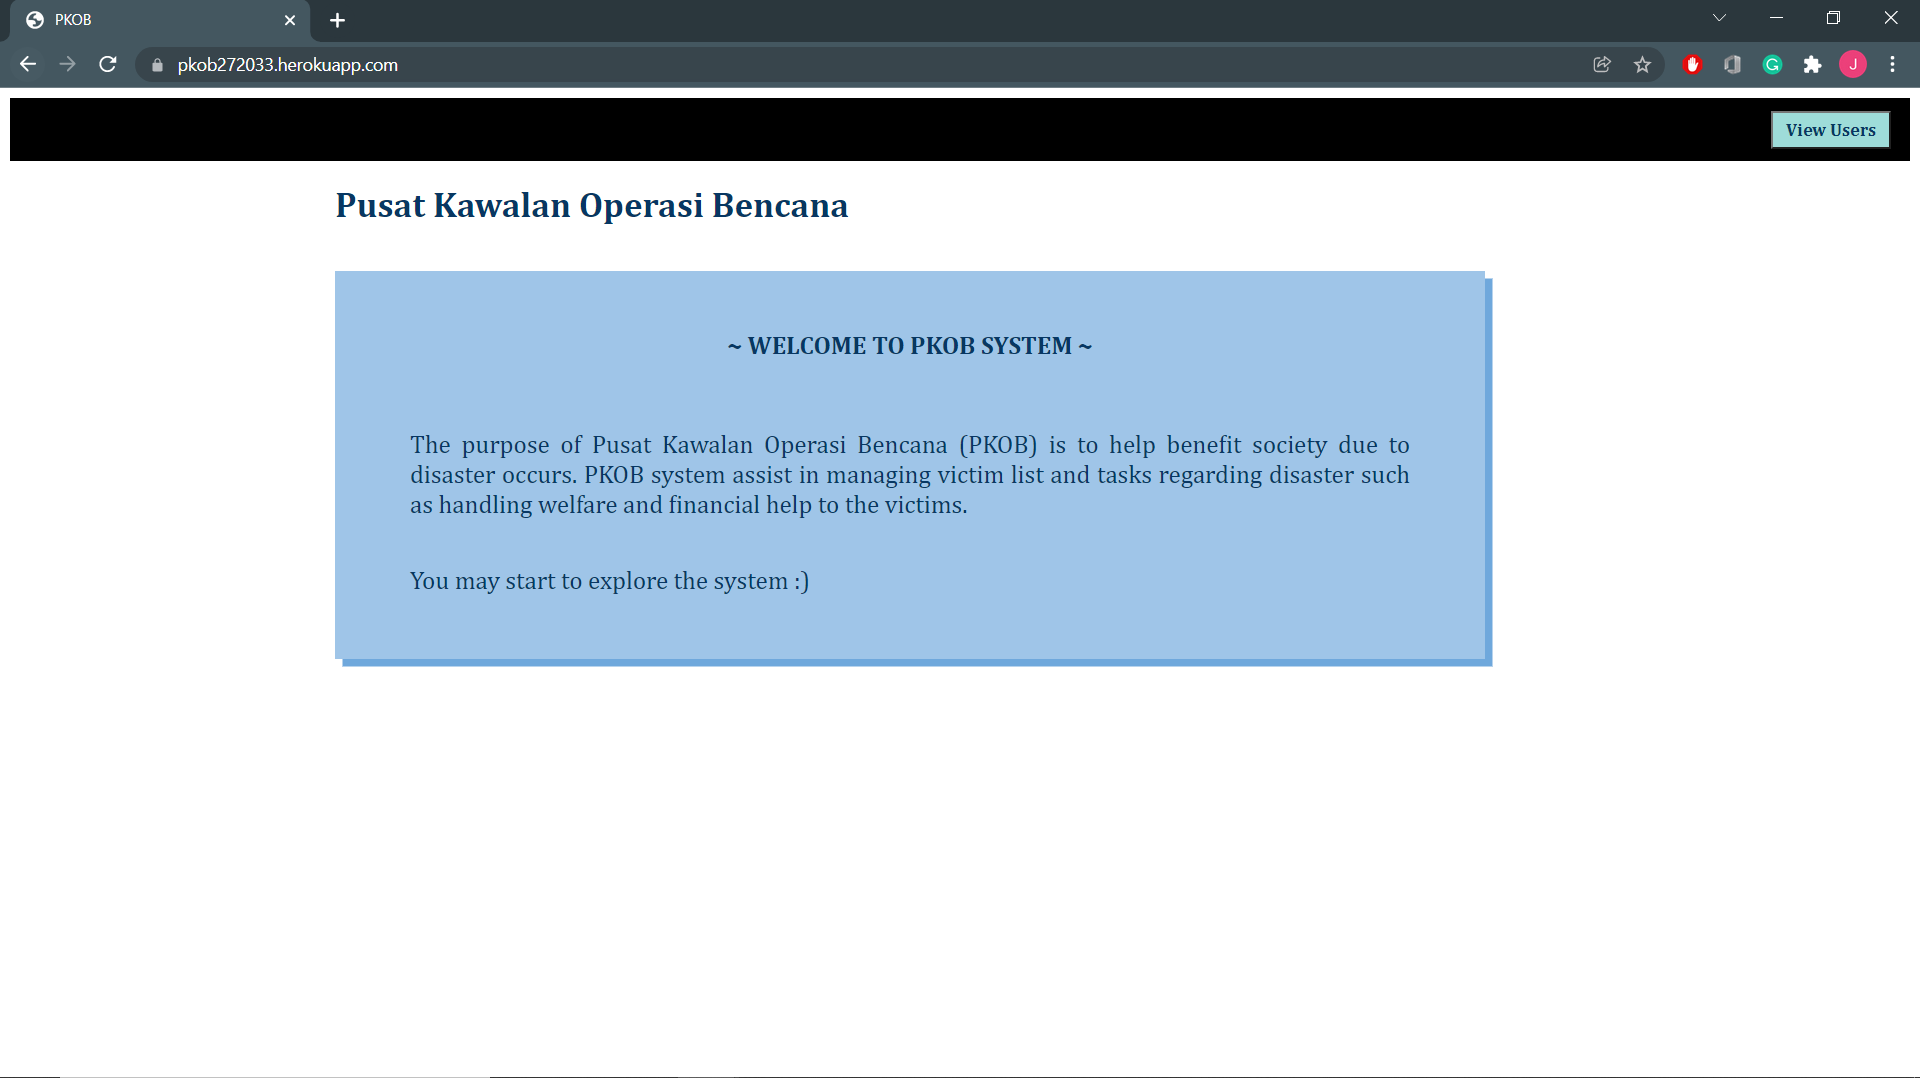 PKOB
pkob272033.herokuapp.com
J
View Users
Pusat Kawalan Operasi Bencana
~ WELCOME TO PKOB SYSTEM ~
The purpose of Pusat Kawalan Operasi Bencana (PKOB) is to help benefit society due to
disaster occurs. PKOB system assist in managing victim list and tasks regarding disaster such
as handling welfare and financial help to the victims.
You may start to explore the system :)